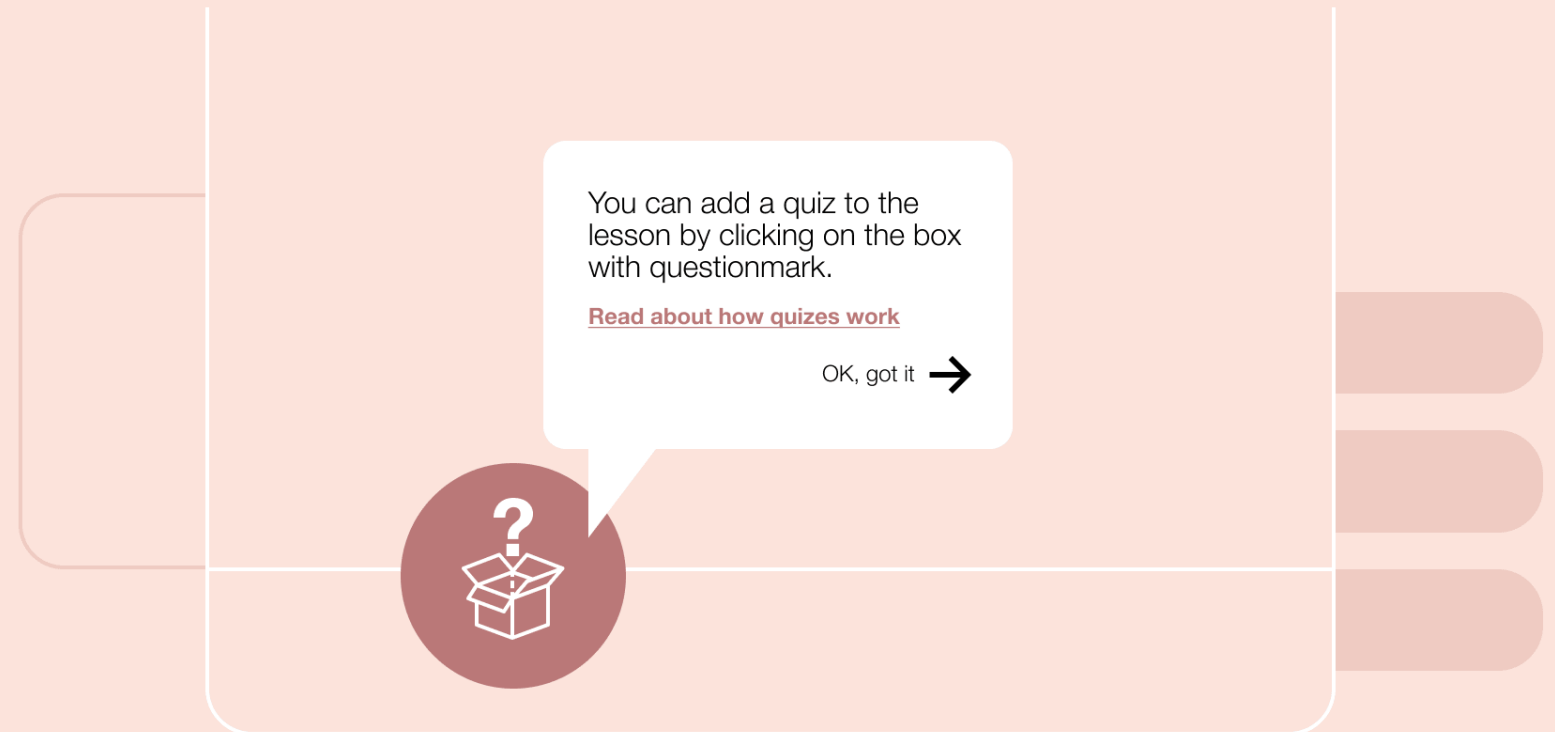 You can add a quiz to the
lesson by clicking on the box
with questionmark.
Read about how quizes work
OK, got it
?